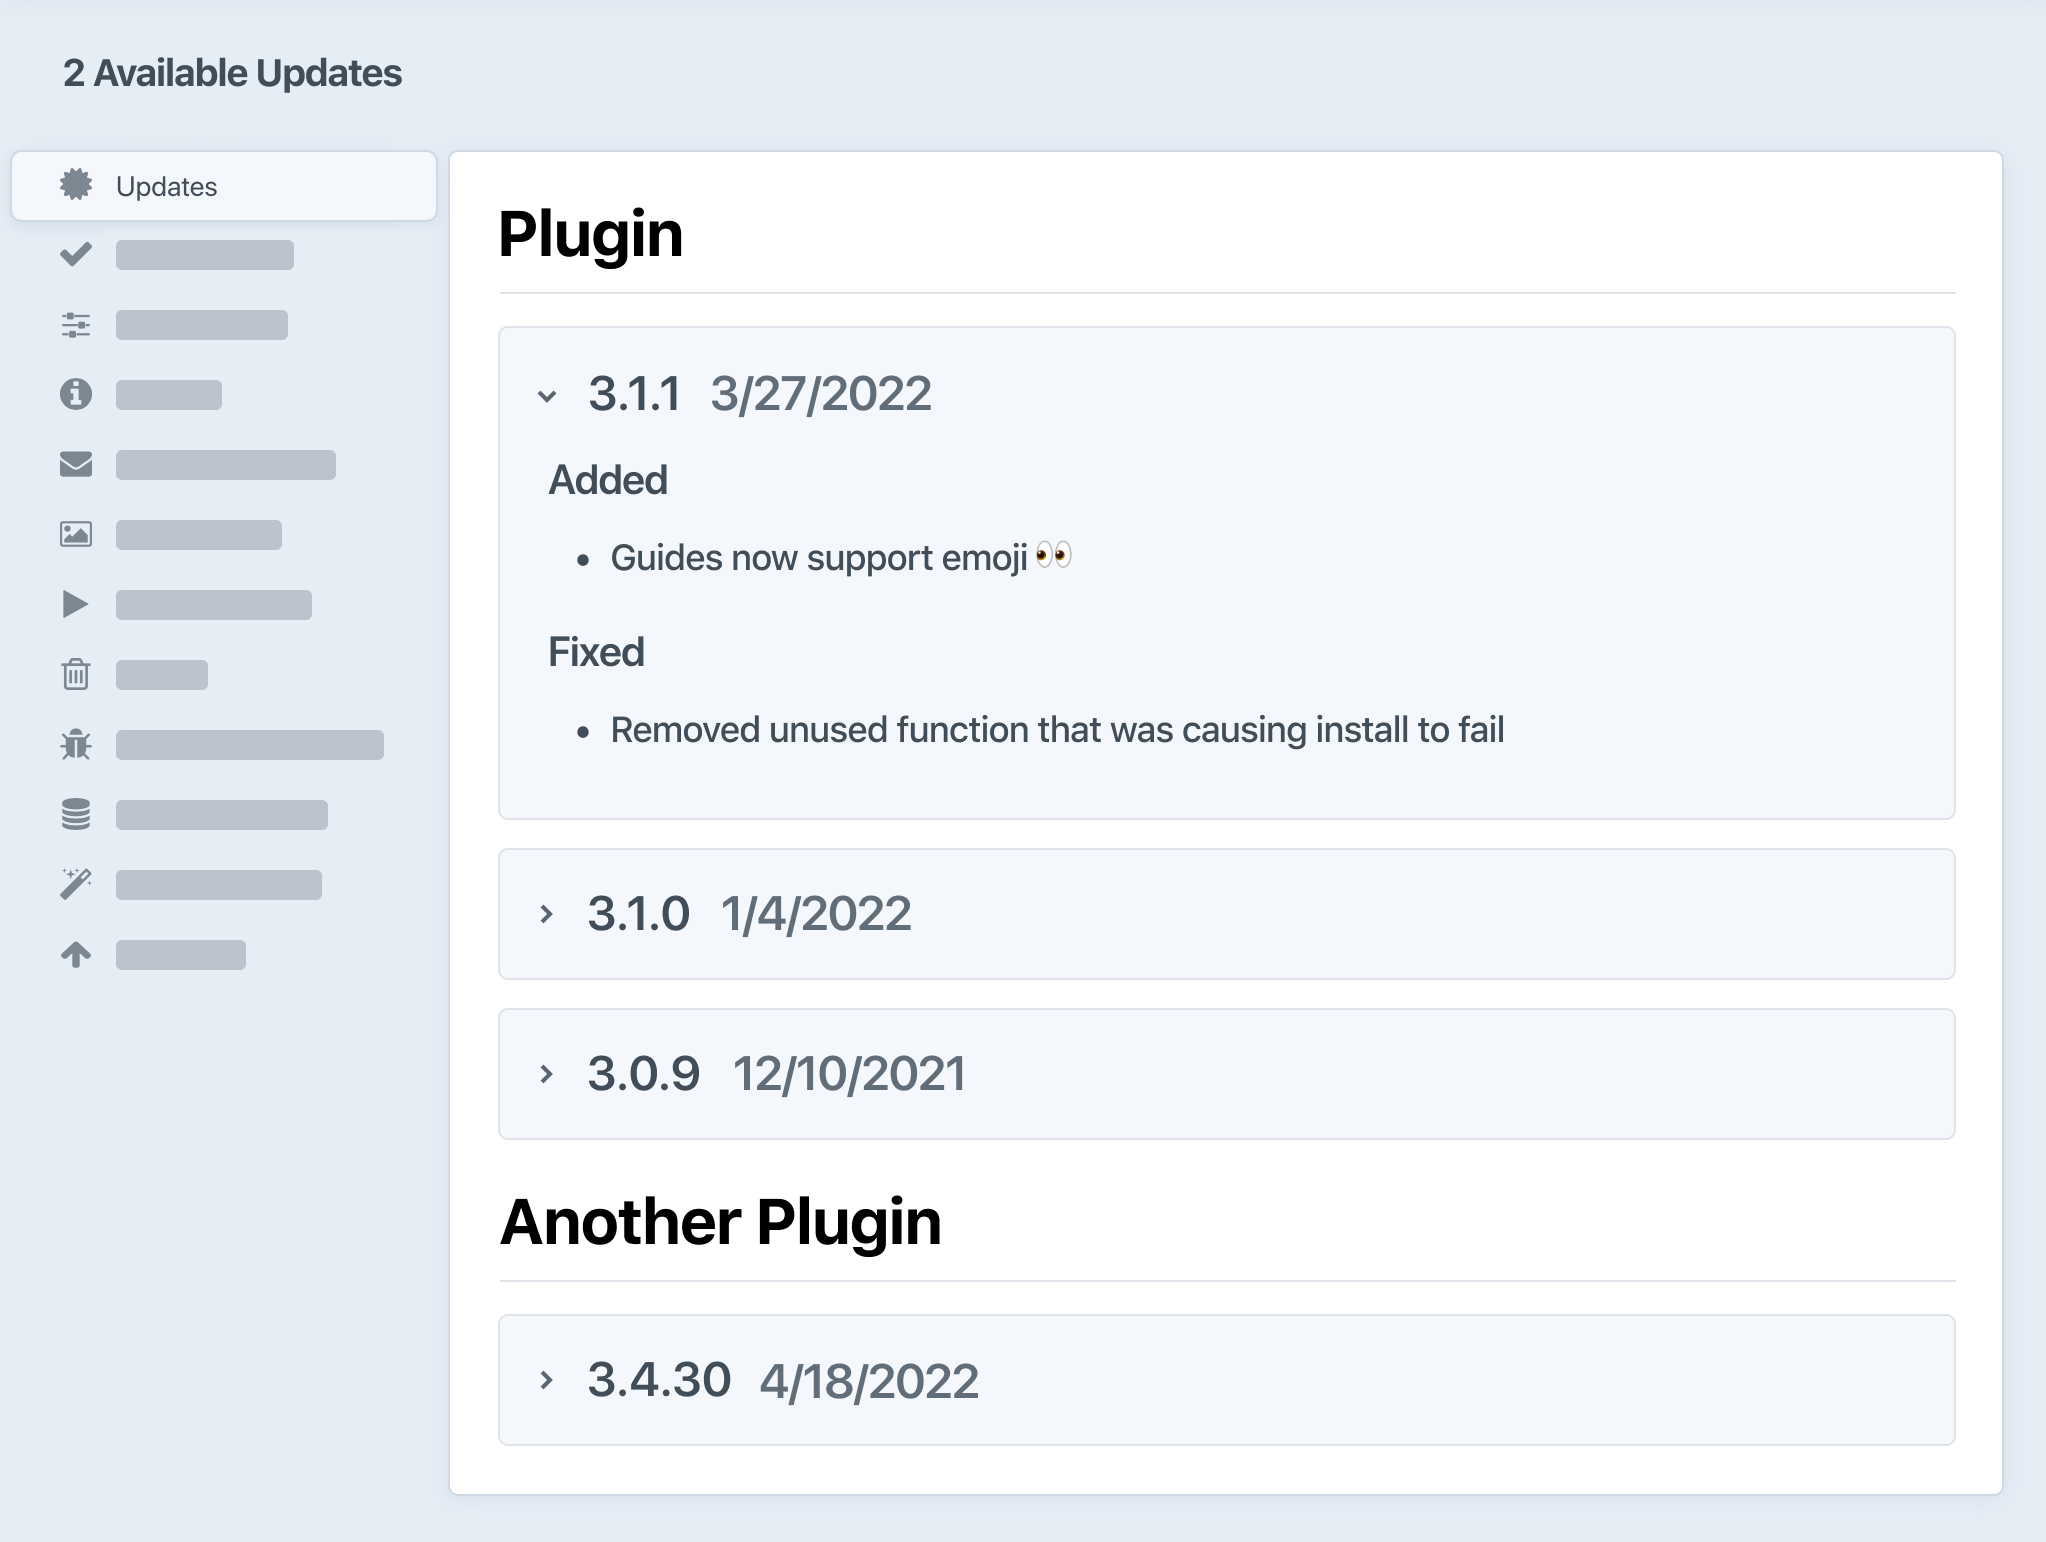 2 Available Updates
Updates
Plugin
3.1.1 3/27/2022
Added
• Guides now support emoji 👀
Fixed
• Removed unused function that was causing install to fail
3.1.0 1/4/2022
3.0.9 12/10/2021
Another Plugin
3.4.30 4/18/2022